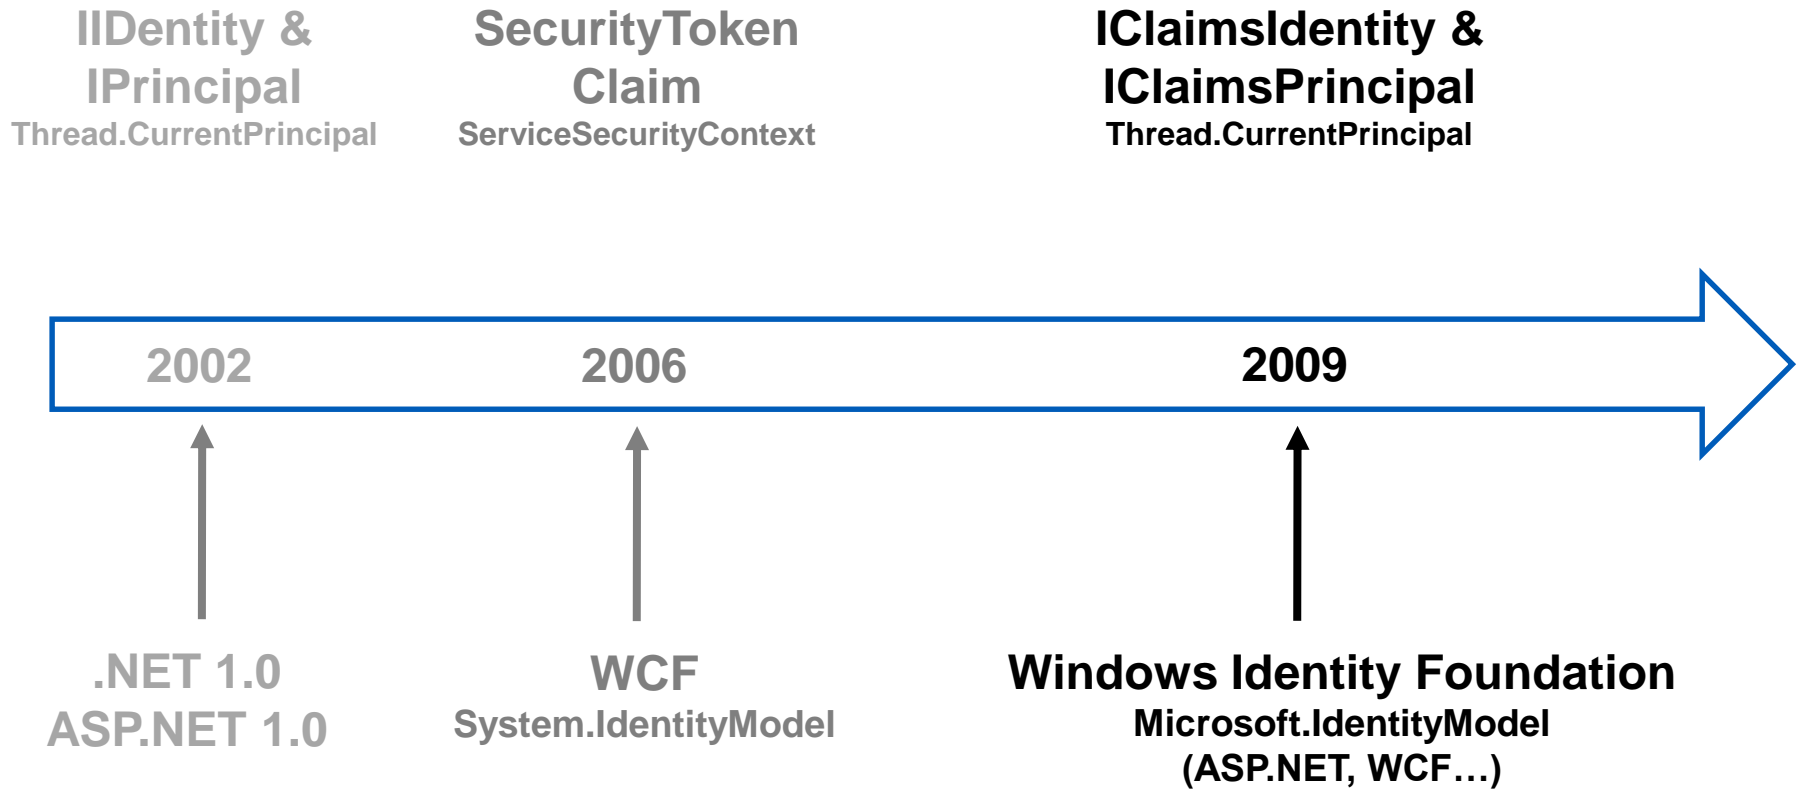 IIDentity &
IPrincipal
Thread.CurrentPrincipal
SecurityToken
Claim
ServiceSecurityContext
IClaimsIdentity &
IClaimsPrincipal
Thread.CurrentPrincipal
2002
2006
2009
.NET 1.0
ASP.NET 1.0
WCF
System.IdentityModel
Windows Identity Foundation
Microsoft.IdentityModel
(ASP.NET, WCF…)